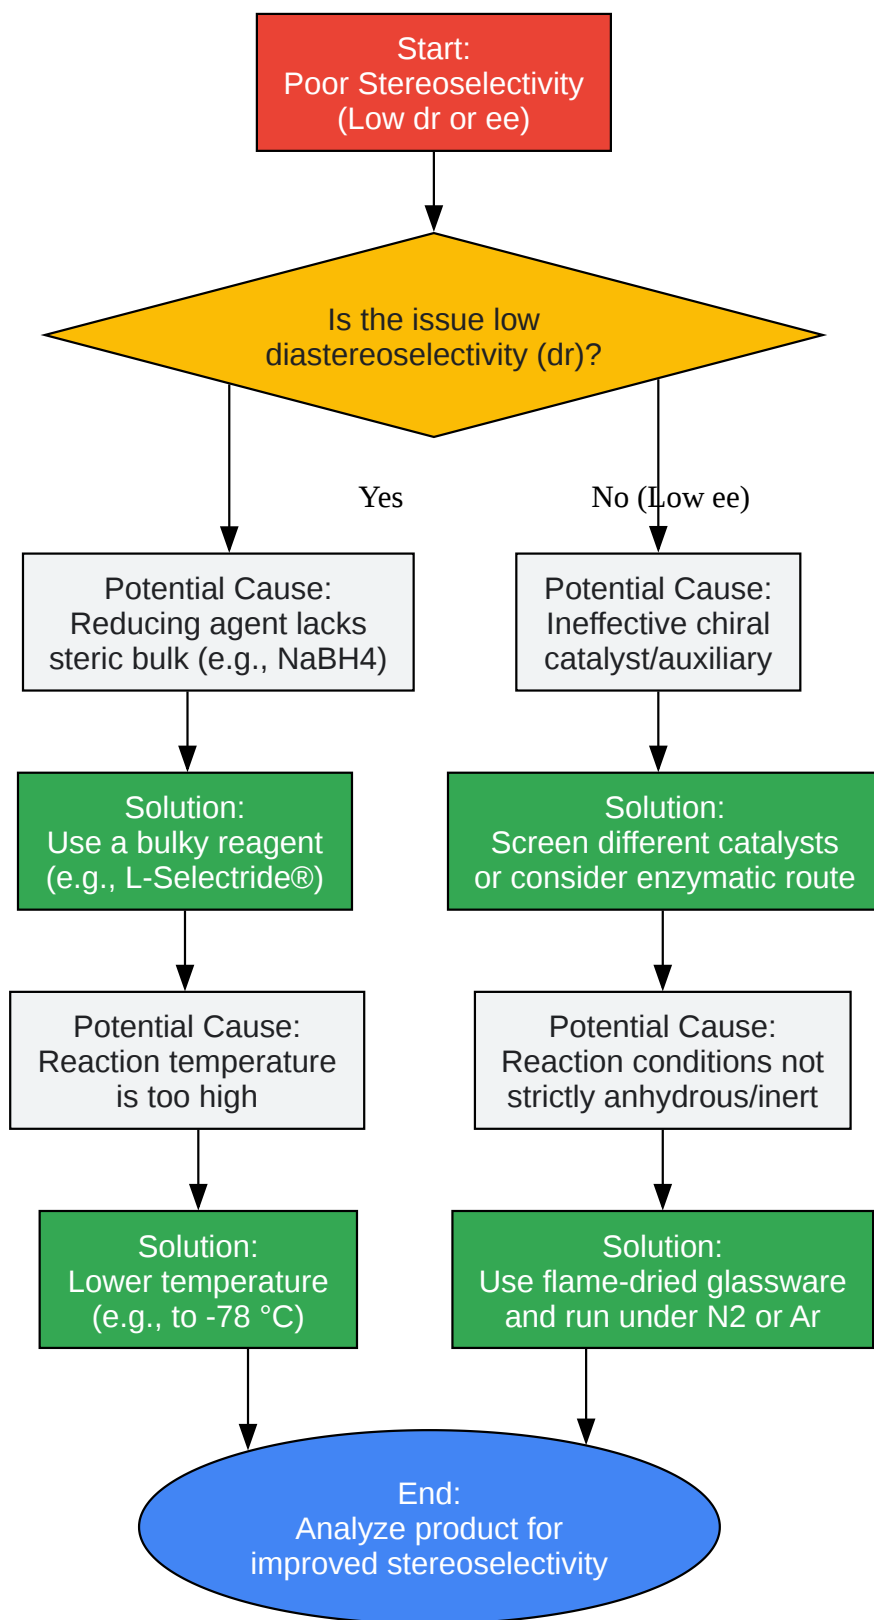 Start:
Poor Stereoselectivity
(Low dr or ee)
Is the issue low
diastereoselectivity (dr)?
Yes
No (Low ee)
Potential Cause:
Reducing agent lacks
steric bulk (e.g., NaBH4)
Potential Cause:
Ineffective chiral
catalyst/auxiliary
Solution:
Use a bulky reagent
(e.g., L-Selectride®)
Solution:
Screen different catalysts
or consider enzymatic route
Potential Cause:
Reaction temperature
is too high
Potential Cause:
Reaction conditions not
strictly anhydrous/inert
Solution:
Lower temperature
(e.g., to -78 °C)
Solution:
Use flame-dried glassware
and run under N2 or Ar
End:
Analyze product for
improved stereoselectivity